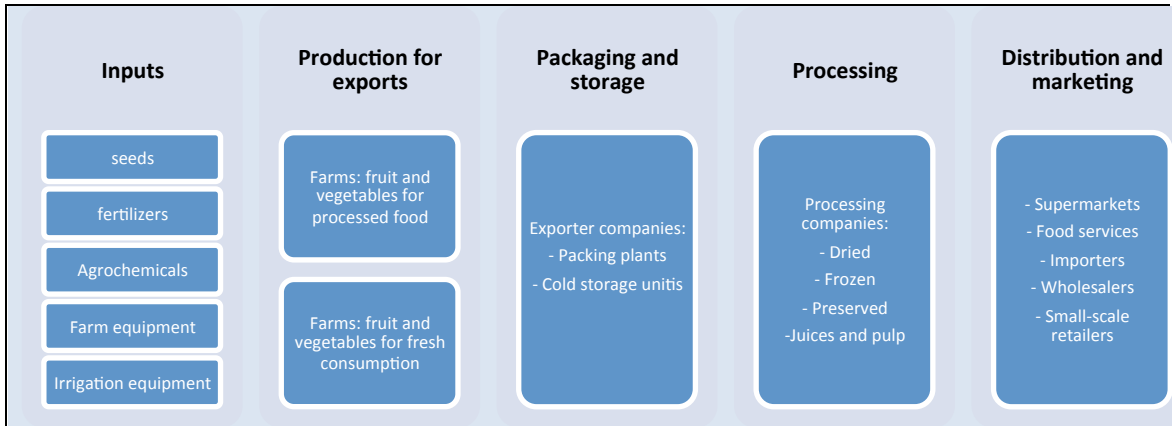 Inputs
seeds
fertilizers
Agrochemicals
Farm equipment
Irrigation equipment
Production for
exports
Farms: fruit and
vegetables for
processed food
Farms: fruit and
vegetables for fresh
consumption
Packaging and
storage
Exporter companies:
- Packing plants
- Cold storage unitis
Processing
Processing
companies:
- Dried
- Frozen
- Preserved
-Juices and pulp
Distribution and
marketing
- Supermarkets
- Food services
- Importers
- Wholesalers
- Small-scale
retailers